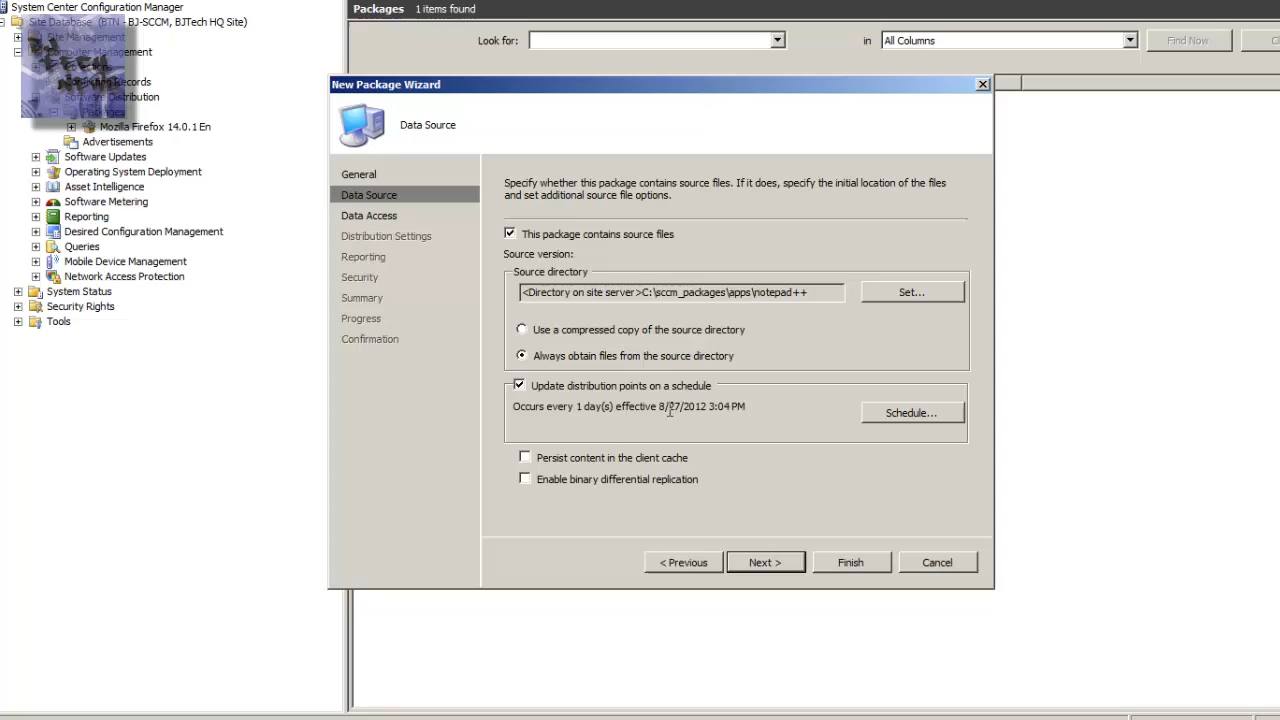 System Center Configuration Manager
Site Database (BTN - BJ-SCCM, BJTech HQ Site)
Site Management
Computer Management
Records
Software Distribution
Packages
Mozilla Firefox 14.0.1 En
Advertisements
Software Updates
Operating System Deployment
Asset Intelligence
Software Metering
Reporting
Desired Configuration Management
Queries
Mobile Device Management
Network Access Protection
System Status
Security Rights
Tools
Packages 1 items found
Look for:
in All Columns
Find Now
New Package Wizard
Data Source
General
Data Source
Data Access
Distribution Settings
Reporting
Security
Summary
Progress
Confirmation
Specify whether this package contains source files. If it does, specify the initial location of the files
and set additional source file options.
This package contains source files
Source version:
Source directory
<Directory on site server>C:\sccm_packages\apps\notepad++
Set...
Use a compressed copy of the source directory
Always obtain files from the source directory
Update distribution points on a schedule
Occurs every 1 day(s) effective 8/27/2012 3:04 PM
Schedule...
Persist content in the client cache
Enable binary differential replication
< Previous
Next >
Finish
Cancel